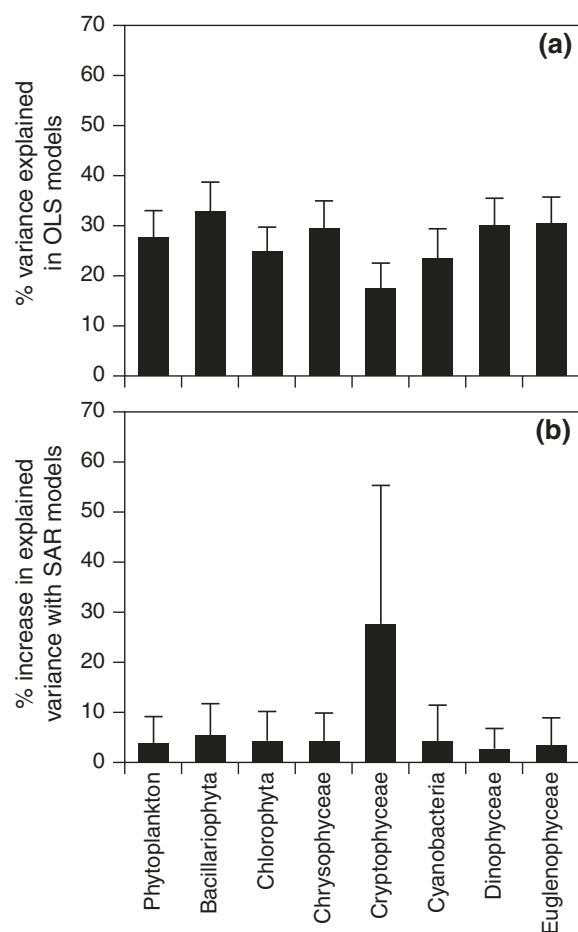 70
(a)
60
50
40
30
20
10
0
% variance explained
in OLS models
70
(b)
60
50
40
30
20
10
0
% increase in explained
variance with SAR models
Phytoplankton
Bacillariophyta
Chlorophyta
Chrysophyceae
Cryptophyceae
Cyanobacteria
Dinophyceae
Euglenophyceae